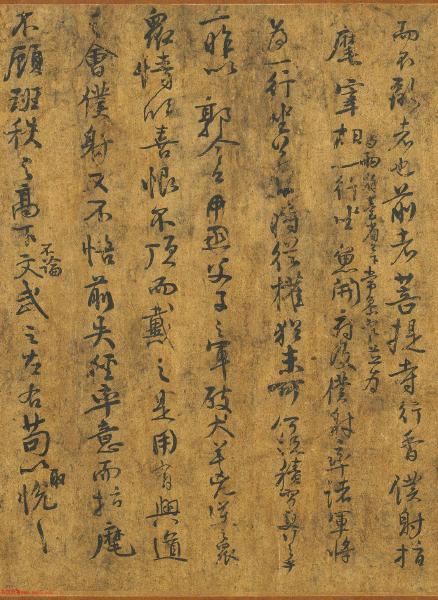 而不顫者也前者菩提寺行香僕射指
麾宰相與兩省臺省已下常參官並為一行坐魚開府及僕射率諸軍將
為一行坐若一時從權猶未可何況積習更行之乎
一昨以郭令公父子之軍破犬羊兇逆衆
衆情欣喜恨不頂而戴之是用有興道
之會僕射又不悟前失徑率意而指麾
不顧班秩之高下不論文武之左右苟以取悅